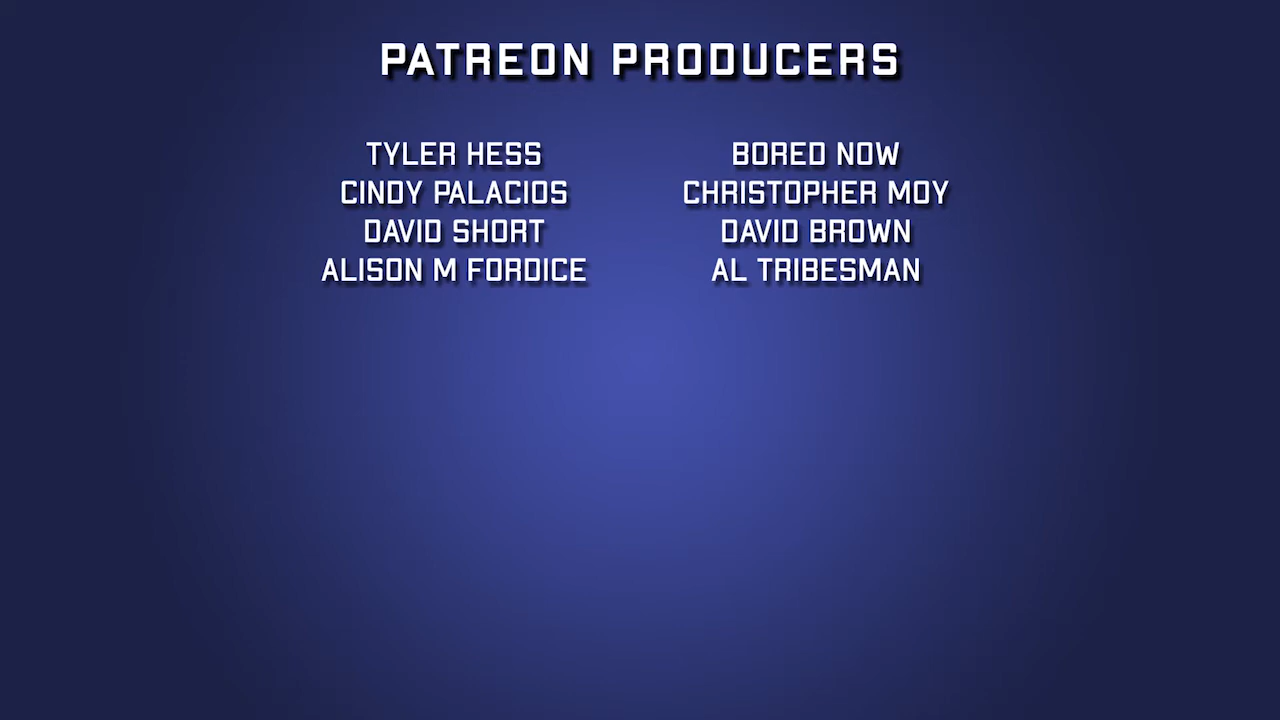 PATREON PRODUCERS
TYLER HESS
CINDY PALACIOS
DAVID SHORT
ALISON M FORDICE
BORED NOW
CHRISTOPHER MOY
DAVID BROWN
AL TRIBESMAN